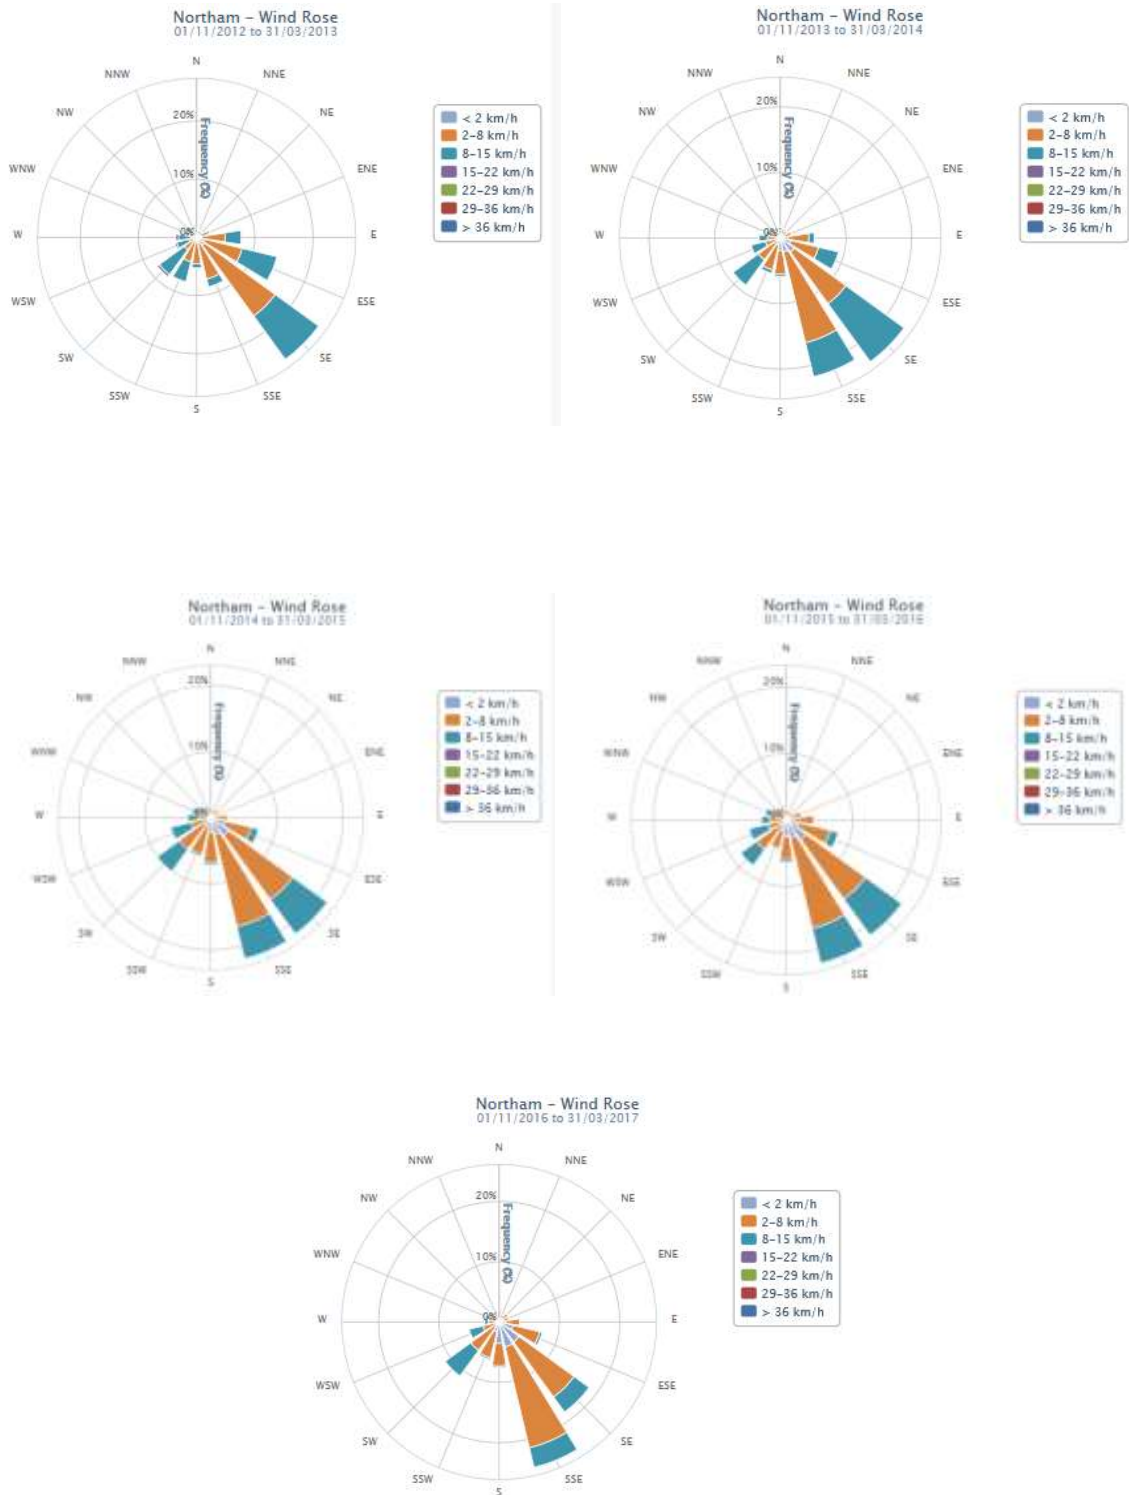 Northam – Wind Rose
01/11/2012 to 31/03/2013
N
NNW
NNE
NW
NE
20%
Frequency (%)
WNW
ENE
10%
W
0%
E
WSW
ESE
SW
SE
SSW
SSE
S
< 2 km/h
2–8 km/h
8–15 km/h
15–22 km/h
22–29 km/h
29–36 km/h
> 36 km/h
Northam – Wind Rose
01/11/2013 to 31/03/2014
N
NNW
NNE
NW
NE
20%
Frequency (%)
WNW
ENE
10%
W
0%
E
WSW
ESE
SW
SE
SSW
SSE
S
< 2 km/h
2–8 km/h
8–15 km/h
15–22 km/h
22–29 km/h
29–36 km/h
> 36 km/h
Northam – Wind Rose
01/11/2014 to 31/03/2015
N
NNW
NNE
NW
NE
20%
Frequency (%)
WNW
ENE
10%
W
E
WSW
ESE
SW
SE
SSW
SSE
S
< 2 km/h
2–8 km/h
8–15 km/h
15–22 km/h
22–29 km/h
29–36 km/h
> 36 km/h
Northam – Wind Rose
01/11/2015 to 31/03/2016
N
NNW
NNE
NW
NE
20%
Frequency (%)
WNW
ENE
10%
W
E
WSW
ESE
SW
SE
SSW
SSE
S
< 2 km/h
2–8 km/h
8–15 km/h
15–22 km/h
22–29 km/h
29–36 km/h
> 36 km/h
Northam – Wind Rose
01/11/2016 to 31/03/2017
N
NNW
NNE
NW
NE
20%
Frequency (%)
WNW
ENE
10%
W
0%
E
WSW
ESE
SW
SE
SSW
SSE
S
< 2 km/h
2–8 km/h
8–15 km/h
15–22 km/h
22–29 km/h
29–36 km/h
> 36 km/h